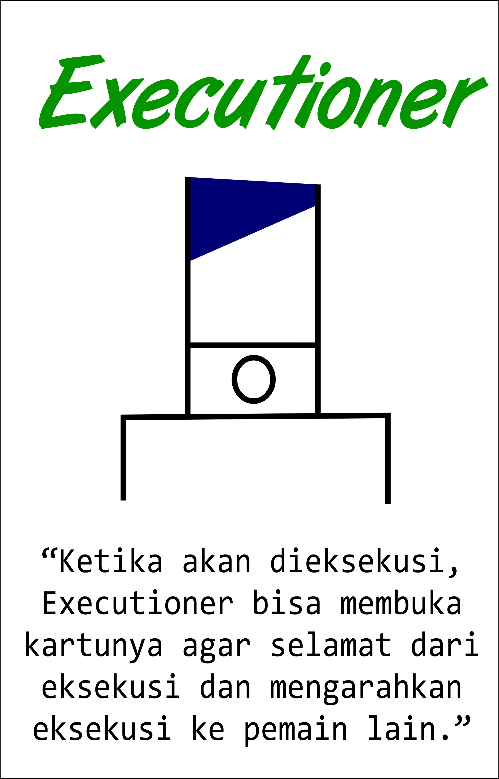 Executioner
“Ketika akan dieksekusi,
Executioner bisa membuka
kartunya agar selamat dari
eksekusi dan mengarahkan
eksekusi ke pemain lain.”